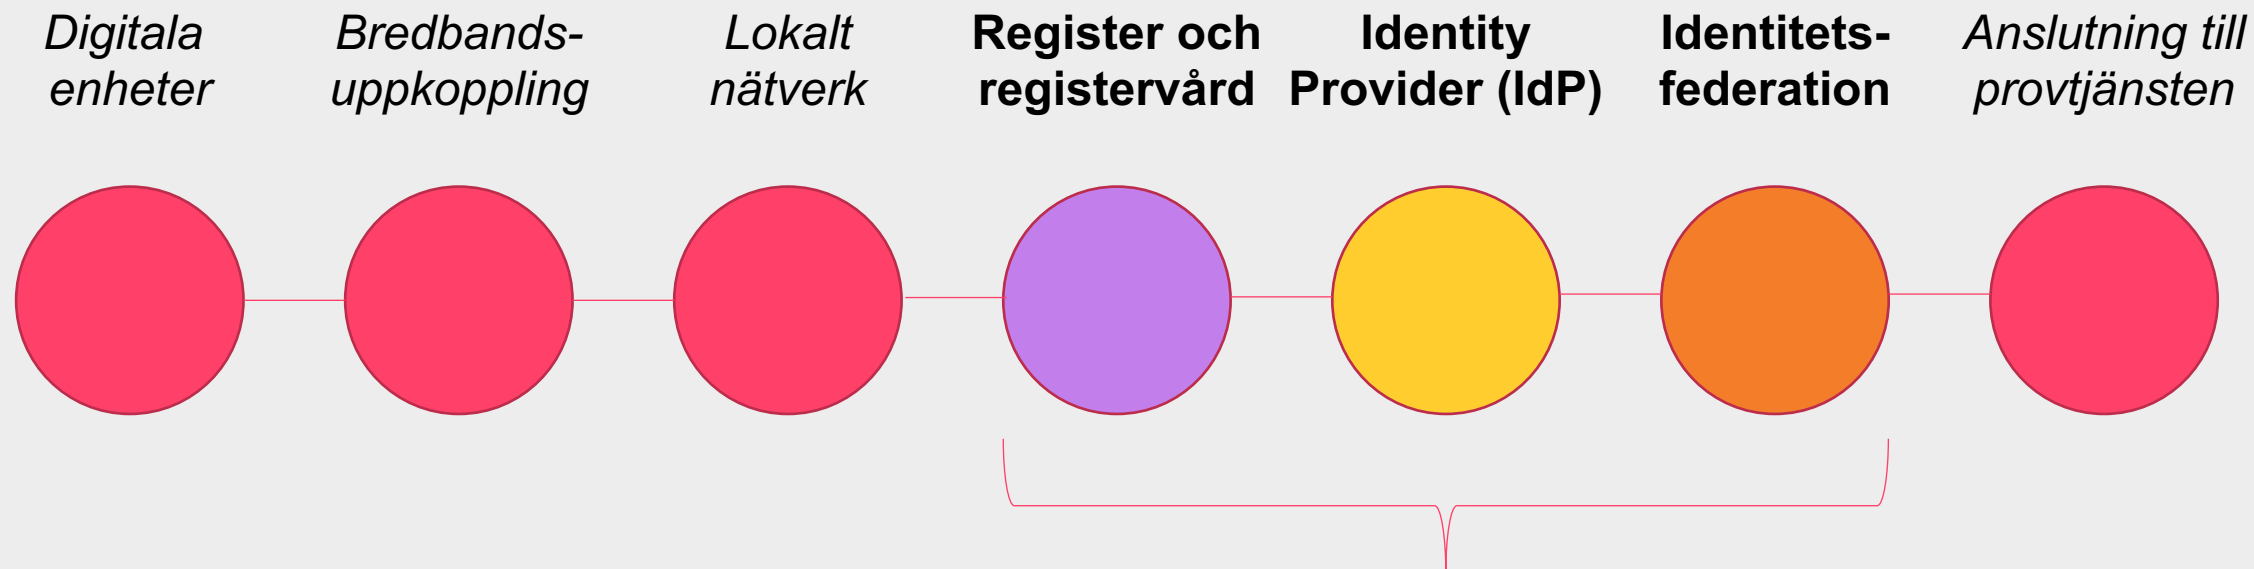 Digitala
enheter
Bredbands-
uppkoppling
Lokalt
nätverk
Register och
registervård
Identity
Provider (IdP)
Identitets-
federation
Anslutning till
provtjänsten